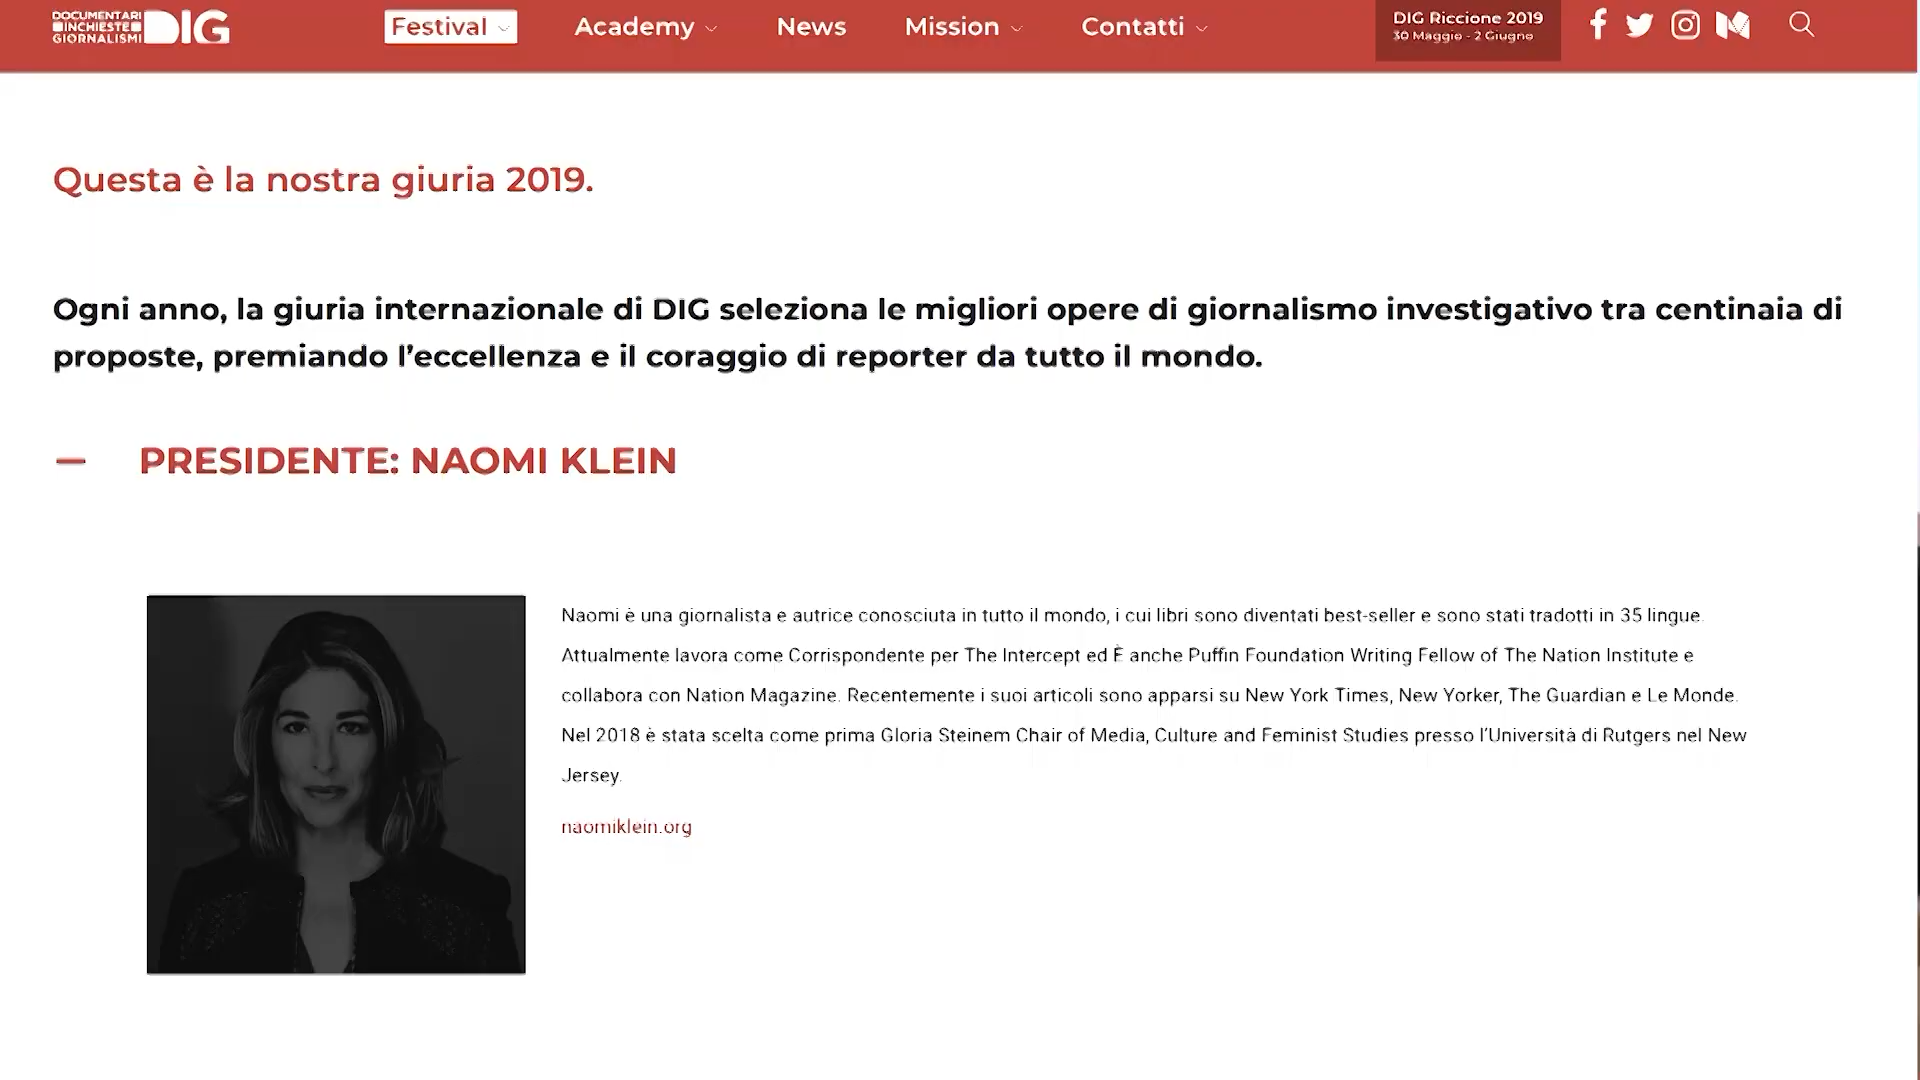 DOCUMENTARI
INCHIESTE
GIORNALISMI
DIG
Festival
Academy
News
Mission
Contatti
DIG Riccione 2019
30 Maggio - 2 Giugno
Questa è la nostra giuria 2019.
Ogni anno, la giuria internazionale di DIG seleziona le migliori opere di giornalismo investigativo tra centinaia di
proposte, premiando l’eccellenza e il coraggio di reporter da tutto il mondo.
— PRESIDENTE: NAOMI KLEIN
Naomi è una giornalista e autrice conosciuta in tutto il mondo, i cui libri sono diventati best-seller e sono stati tradotti in 35 lingue.
Attualmente lavora come Corrispondente per The Intercept ed È anche Puffin Foundation Writing Fellow of The Nation Institute e
collabora con Nation Magazine. Recentemente i suoi articoli sono apparsi su New York Times, New Yorker, The Guardian e Le Monde.
Nel 2018 è stata scelta come prima Gloria Steinem Chair of Media, Culture and Feminist Studies presso l’Università di Rutgers nel New
Jersey.
naomiklein.org